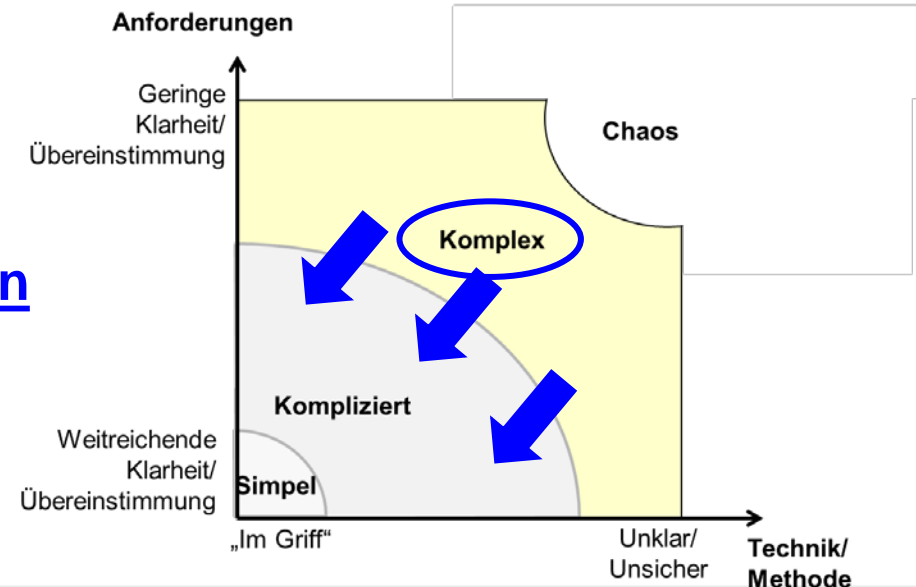 Anforderungen
Geringe
Klarheit/
Übereinstimmung
Chaos
Komplex
n
Kompliziert
Weitreichende
Klarheit/
Übereinstimmung
Simpel
„Im Griff“
Unklar/
Unsicher
Technik/
Methode